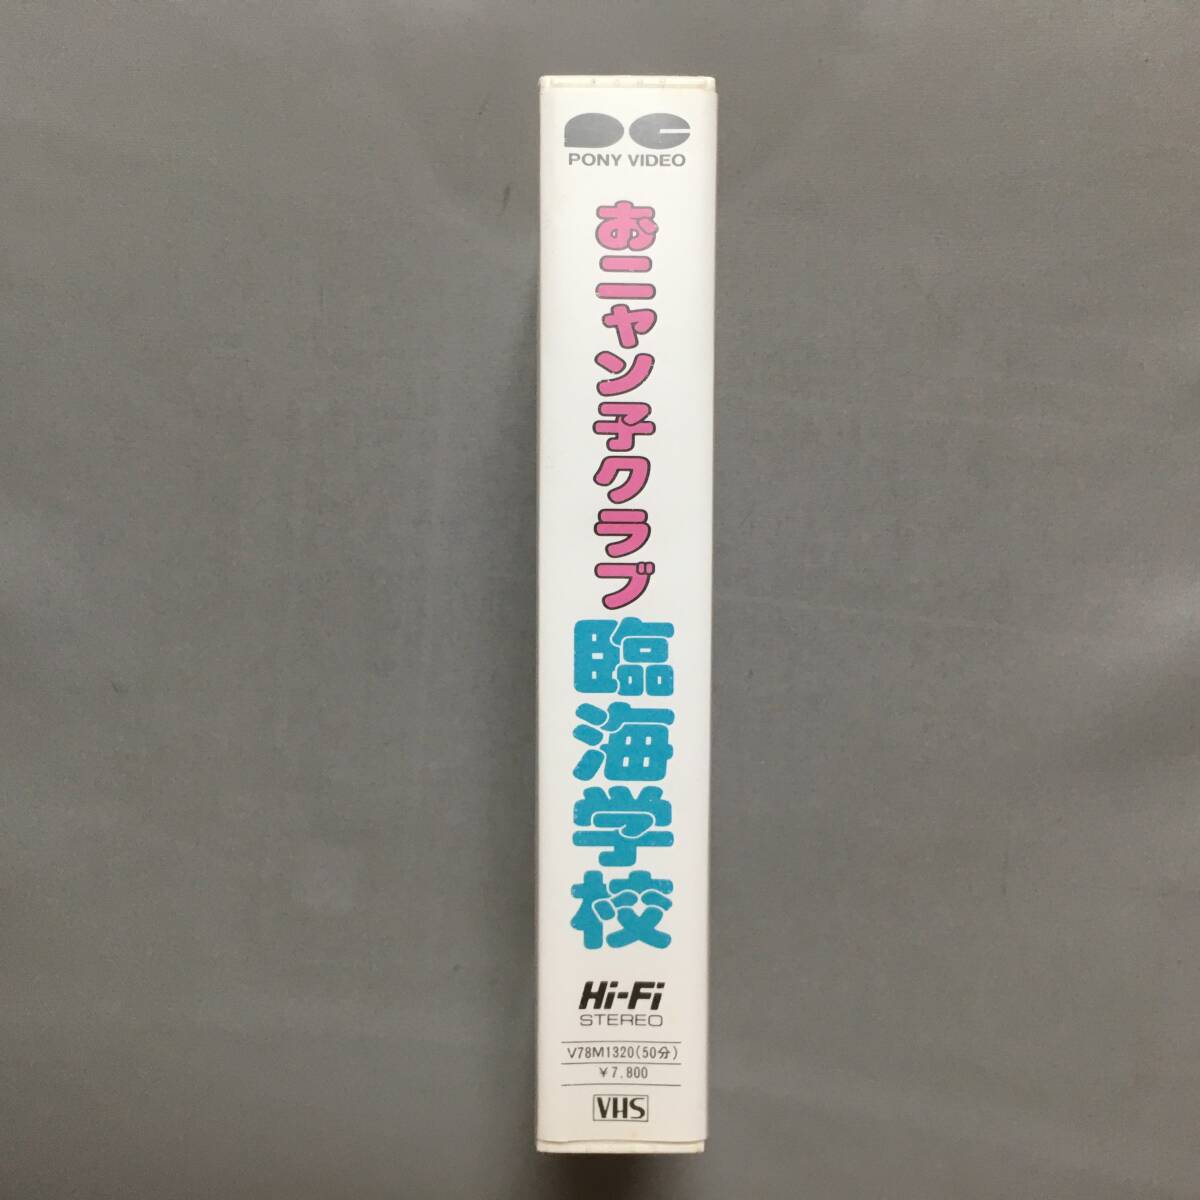 PC
PONY VIDEO
おニャン子クラブ
臨海学校
Hi-Fi
STEREO
V78M1320(50分)
￥7,800
VHS